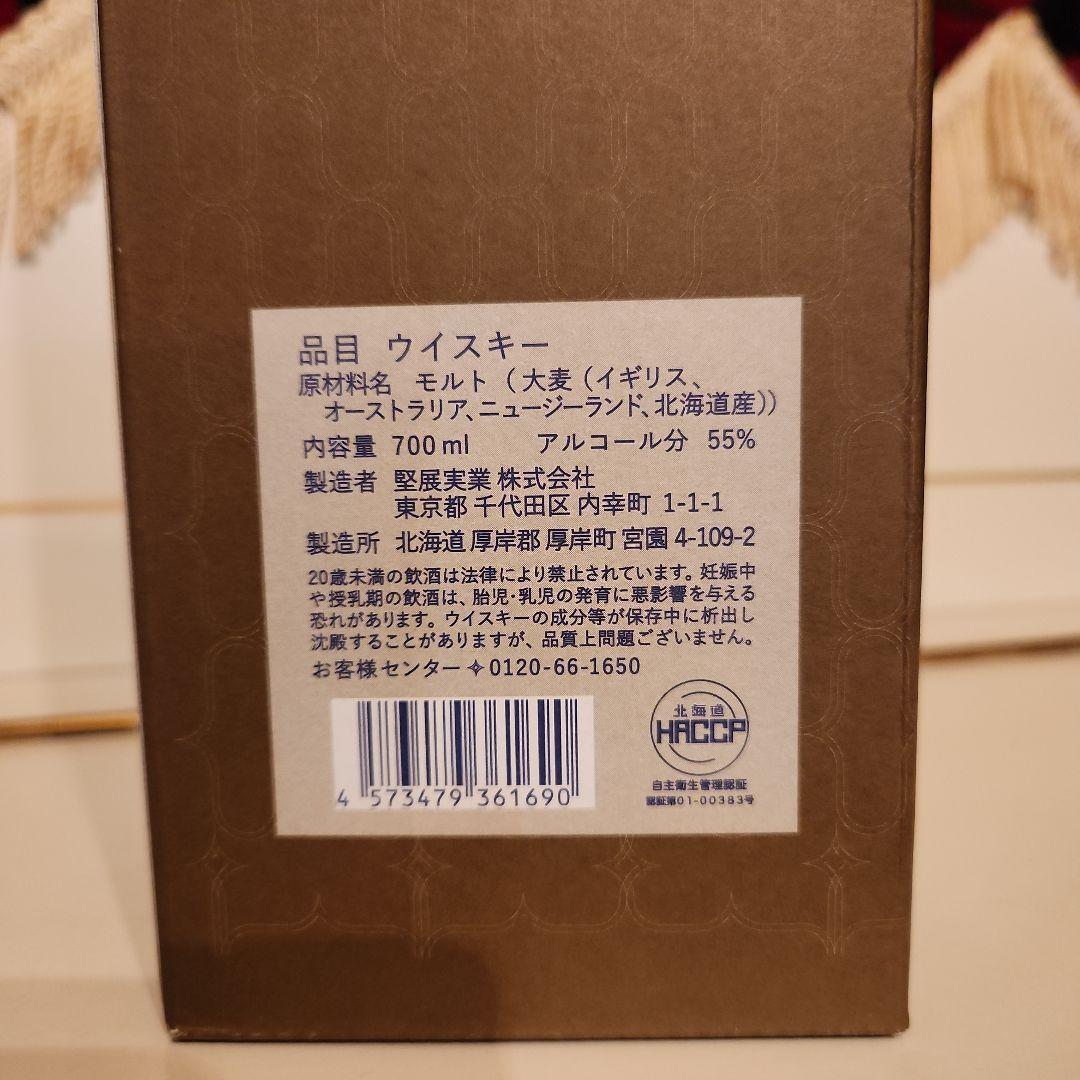 品目 ウイスキー
原材料名 モルト（大麦（イギリス、
オーストラリア、ニュージーランド、北海道産））
内容量 700ml アルコール分 55%
製造者 堅展実業 株式会社
東京都 千代田区 内幸町 1-1-1
製造所 北海道 厚岸郡 厚岸町 宮園 4-109-2
20歳未満の飲酒は法律により禁止されています。妊娠中
や授乳期の飲酒は、胎児・乳児の発育に悪影響を与える
恐れがあります。ウイスキーの成分等が保存中に析出し
沈殿することがありますが、品質上問題ございません。
お客様センター✧0120-66-1650
4 573479 361690
北海道
HACCP
自主衛生管理認証
認証第01-00383号